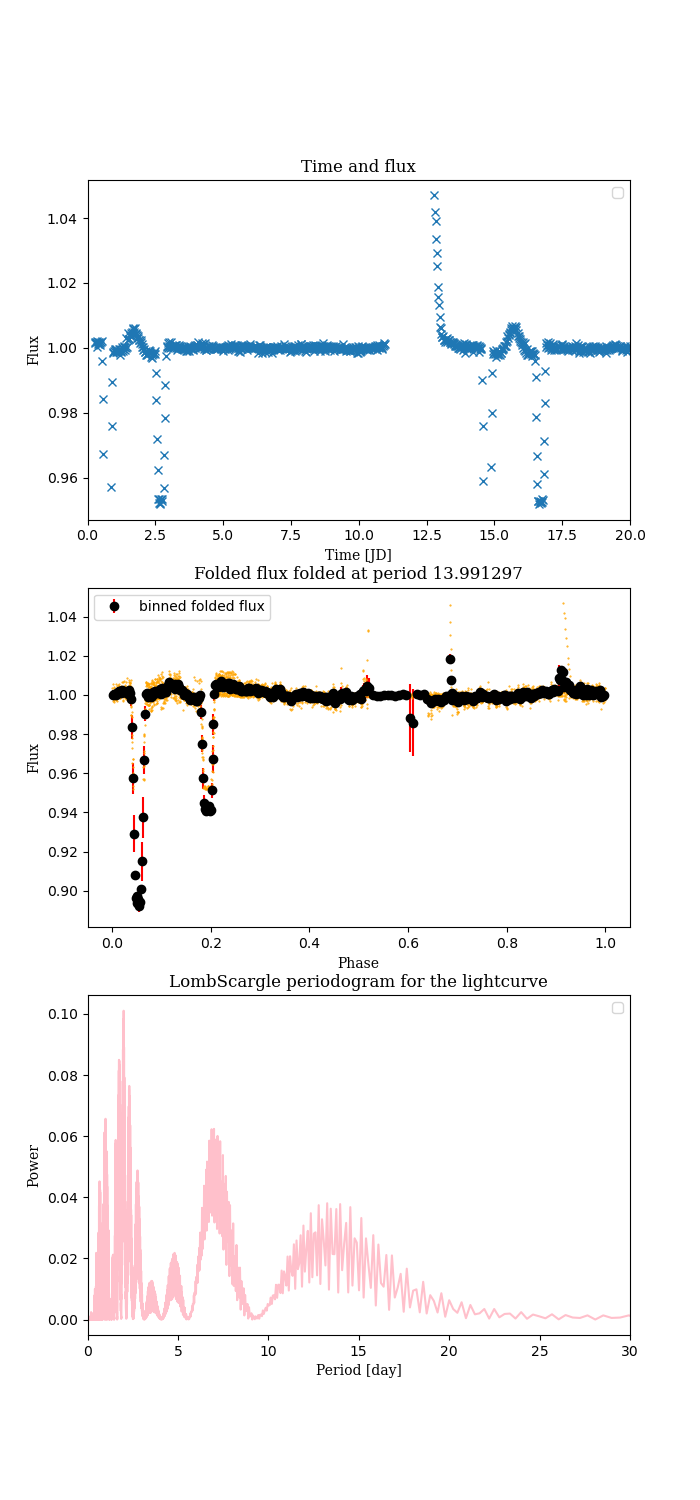 Time and flux
1.04
1.02
1.00
0.98
0.96
Flux
0.0 2.5 5.0 7.5 10.0 12.5 15.0 17.5 20.0
Time [JD]
Folded flux folded at period 13.991297
binned folded flux
1.04
1.02
1.00
0.98
0.96
0.94
0.92
0.90
Flux
0.0 0.2 0.4 0.6 0.8 1.0
Phase
LombScargle periodogram for the lightcurve
0.10
0.08
0.06
0.04
0.02
0.00
Power
0 5 10 15 20 25 30
Period [day]